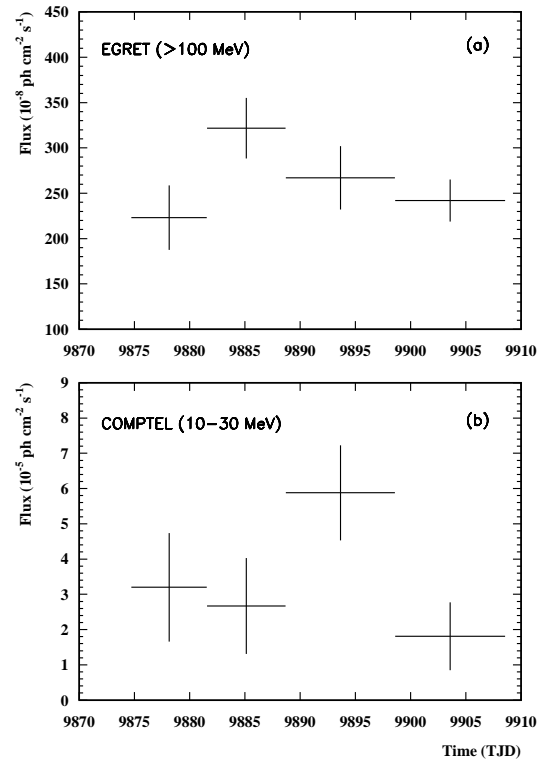 450
400
350
300
250
200
150
100
Flux (10⁻⁸ ph cm⁻² s⁻¹)
EGRET (>100 MeV)
(a)
9870 9875 9880 9885 9890 9895 9900 9905 9910
9
8
7
6
5
4
3
2
1
0
Flux (10⁻⁵ ph cm⁻² s⁻¹)
COMPTEL (10−30 MeV)
(b)
9870 9875 9880 9885 9890 9895 9900 9905 9910
Time (TJD)